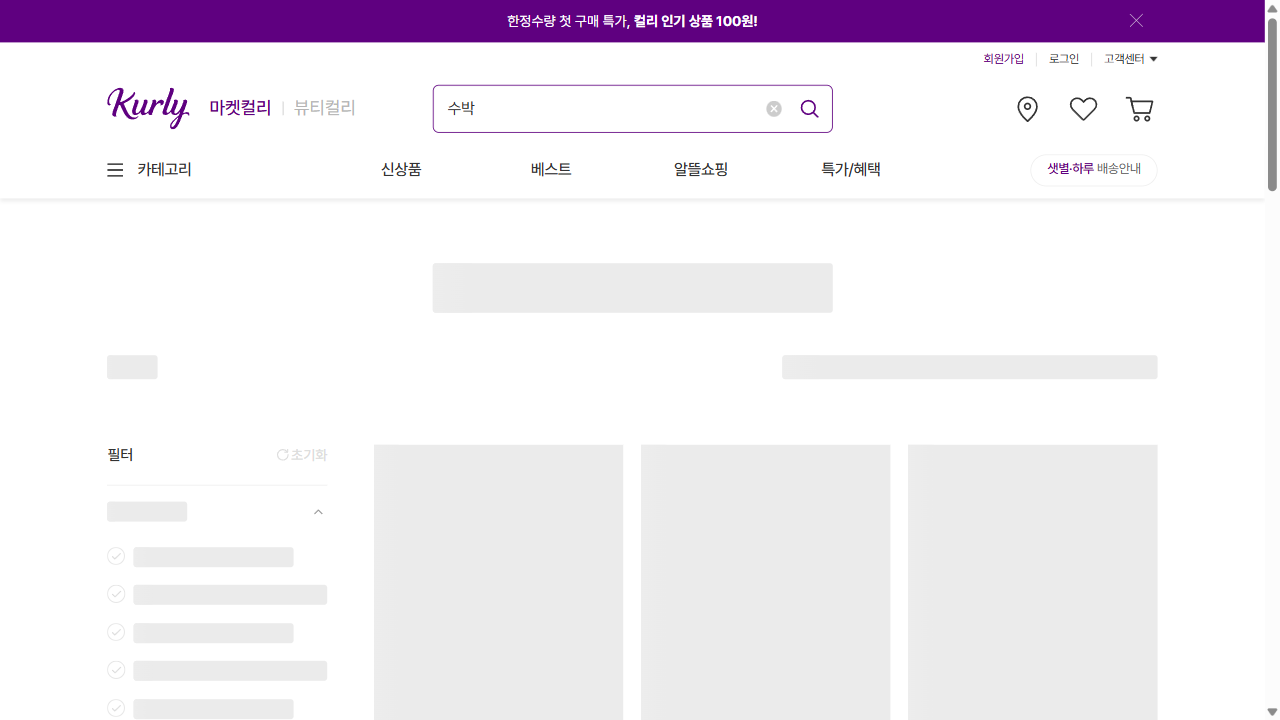 한정수량 첫 구매 특가, 컬리 인기 상품 100원!
회원가입 로그인 고객센터
Kurly 마켓컬리 뷰티컬리 수박
카테고리 신상품 베스트 알뜰쇼핑 특가/혜택 샛별·하루 배송안내
필터 초기화